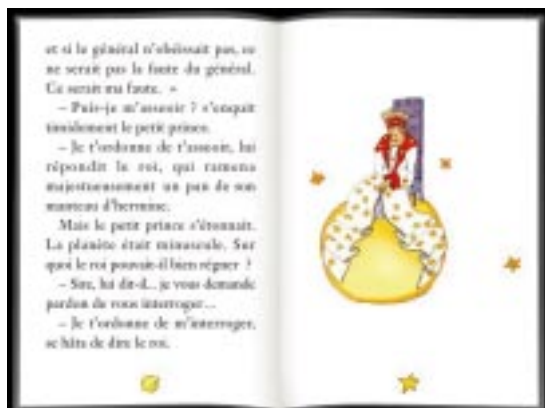 et si le général n'obéissait pas, ce
ne serait pas la faute du général.
Ce serait ma faute. »
– Puis-je m'asseoir ? s'enquit
timidement le petit prince.
– Je t'ordonne de t'asseoir, lui
répondit le roi, qui ramena
majestueusement un pan de son
manteau d'hermine.
Mais le petit prince s'étonnait.
La planète était minuscule. Sur
quoi le roi pouvait-il bien régner ?
– Sire, lui dit-il... je vous demande
pardon de vous interroger...
– Je t'ordonne de m'interroger,
se hâta de dire le roi.